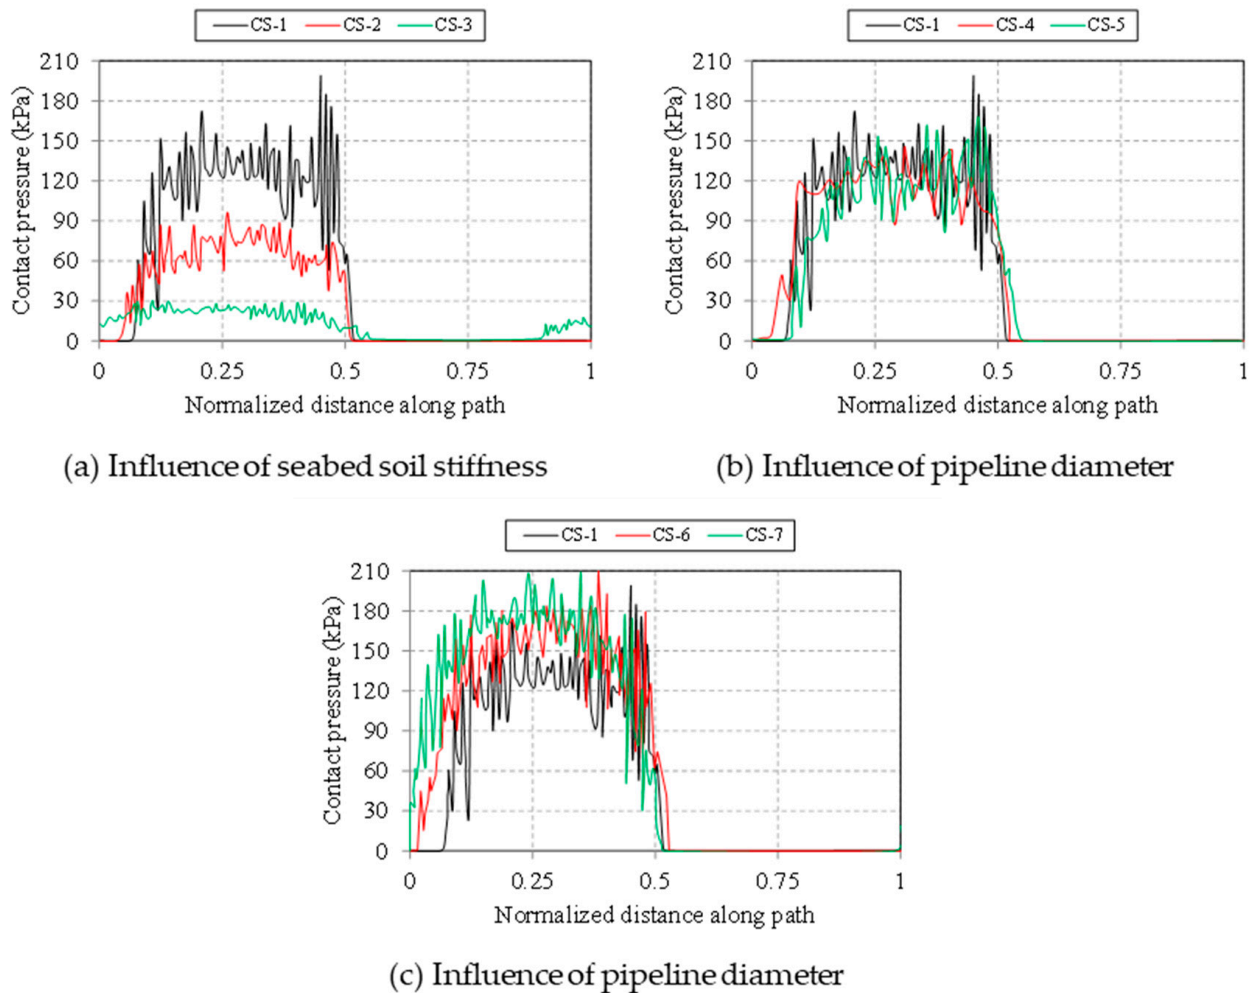 CS-1 CS-2 CS-3
210
180
150
120
90
60
30
0
Contact pressure (kPa)
0 0.25 0.5 0.75 1
Normalized distance along path
(a) Influence of seabed soil stiffness
CS-1 CS-4 CS-5
210
180
150
120
90
60
30
0
Contact pressure (kPa)
0 0.25 0.5 0.75 1
Normalized distance along path
(b) Influence of pipeline diameter
CS-1 CS-6 CS-7
210
180
150
120
90
60
30
0
Contact pressure (kPa)
0 0.25 0.5 0.75 1
Normalized distance along path
(c) Influence of pipeline diameter